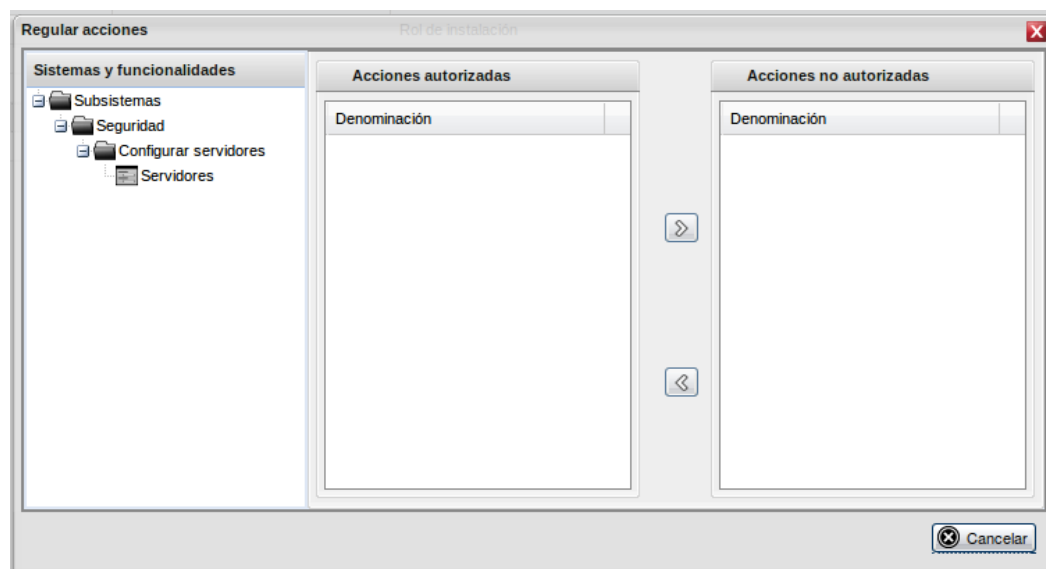 Regular acciones
Rol de instalación
Sistemas y funcionalidades
Subsistemas
Seguridad
Configurar servidores
Servidores
Acciones autorizadas
Denominación
Acciones no autorizadas
Denominación
Cancelar